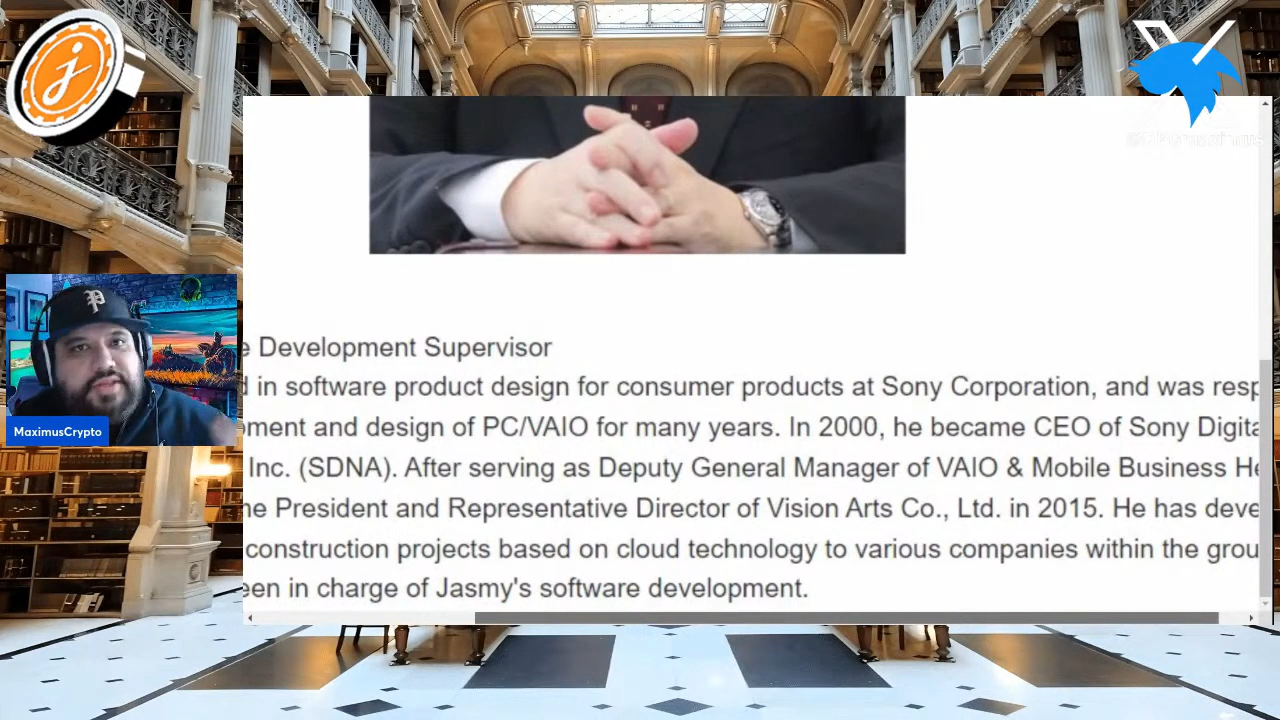 e Development Supervisor
d in software product design for consumer products at Sony Corporation, and was resp
ment and design of PC/VAIO for many years. In 2000, he became CEO of Sony Digita
Inc. (SDNA). After serving as Deputy General Manager of VAIO & Mobile Business He
he President and Representative Director of Vision Arts Co., Ltd. in 2015. He has deve
construction projects based on cloud technology to various companies within the grou
een in charge of Jasmy's software development.
MaximusCrypto